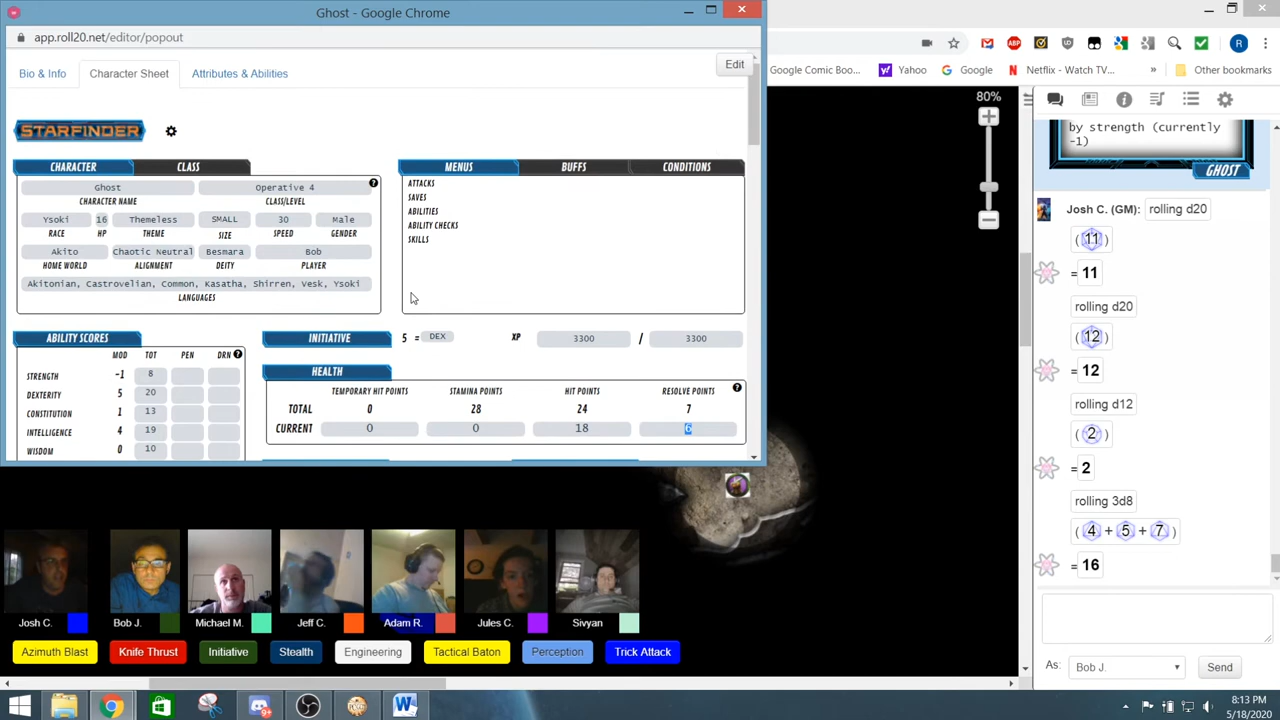 Ghost - Google Chrome
app.roll20.net/editor/popout
Bio & Info
Character Sheet
Attributes & Abilities
Edit
STARFINDER
CHARACTER
CLASS
Ghost
Operative 4
CHARACTER NAME
CLASS/LEVEL
Ysoki
16
Themeless
SMALL
30
Male
RACE
HP
THEME
SIZE
SPEED
GENDER
Akito
Chaotic Neutral
Besmara
Bob
HOME WORLD
ALIGNMENT
DEITY
PLAYER
Akitonian, Castrovelian, Common, Kasatha, Shirren, Vesk, Ysoki
LANGUAGES
MENUS
BUFFS
CONDITIONS
ATTACKS
SAVES
ABILITIES
ABILITY CHECKS
SKILLS
ABILITY SCORES
MOD
TOT
PEN
DRN
STRENGTH
-1
8
DEXTERITY
5
20
CONSTITUTION
1
13
INTELLIGENCE
4
19
WISDOM
0
10
INITIATIVE
5
=
DEX
XP
3300
/
3300
HEALTH
TEMPORARY HIT POINTS
STAMINA POINTS
HIT POINTS
RESOLVE POINTS
TOTAL
0
28
24
7
CURRENT
0
0
18
6
Google Comic Boo...
Yahoo
Google
Netflix - Watch TV...
»
Other bookmarks
80%
by strength (currently
-1)
GHOST
Josh C. (GM):
rolling d20
(11)
= 11
rolling d20
(12)
= 12
rolling d12
(2)
= 2
rolling 3d8
(4 + 5 + 7)
= 16
As:
Bob J.
Send
Josh C.
Bob J.
Michael M.
Jeff C.
Adam R.
Jules C.
Sivyan
Azimuth Blast
Knife Thrust
Initiative
Stealth
Engineering
Tactical Baton
Perception
Trick Attack
8:13 PM
5/18/2020